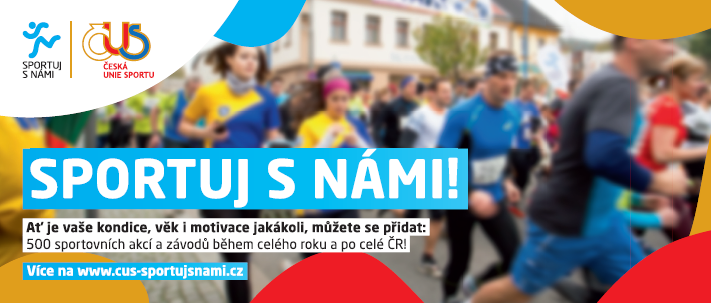 SPORTUJ
S NÁMI
ČUS
ČESKÁ
UNIE SPORTU
SPORTUJ S NÁMI!
Ať je vaše kondice, věk i motivace jakákoli, můžete se přidat:
500 sportovních akcí a závodů během celého roku a po celé ČR!
Více na www.cus-sportujsnami.cz